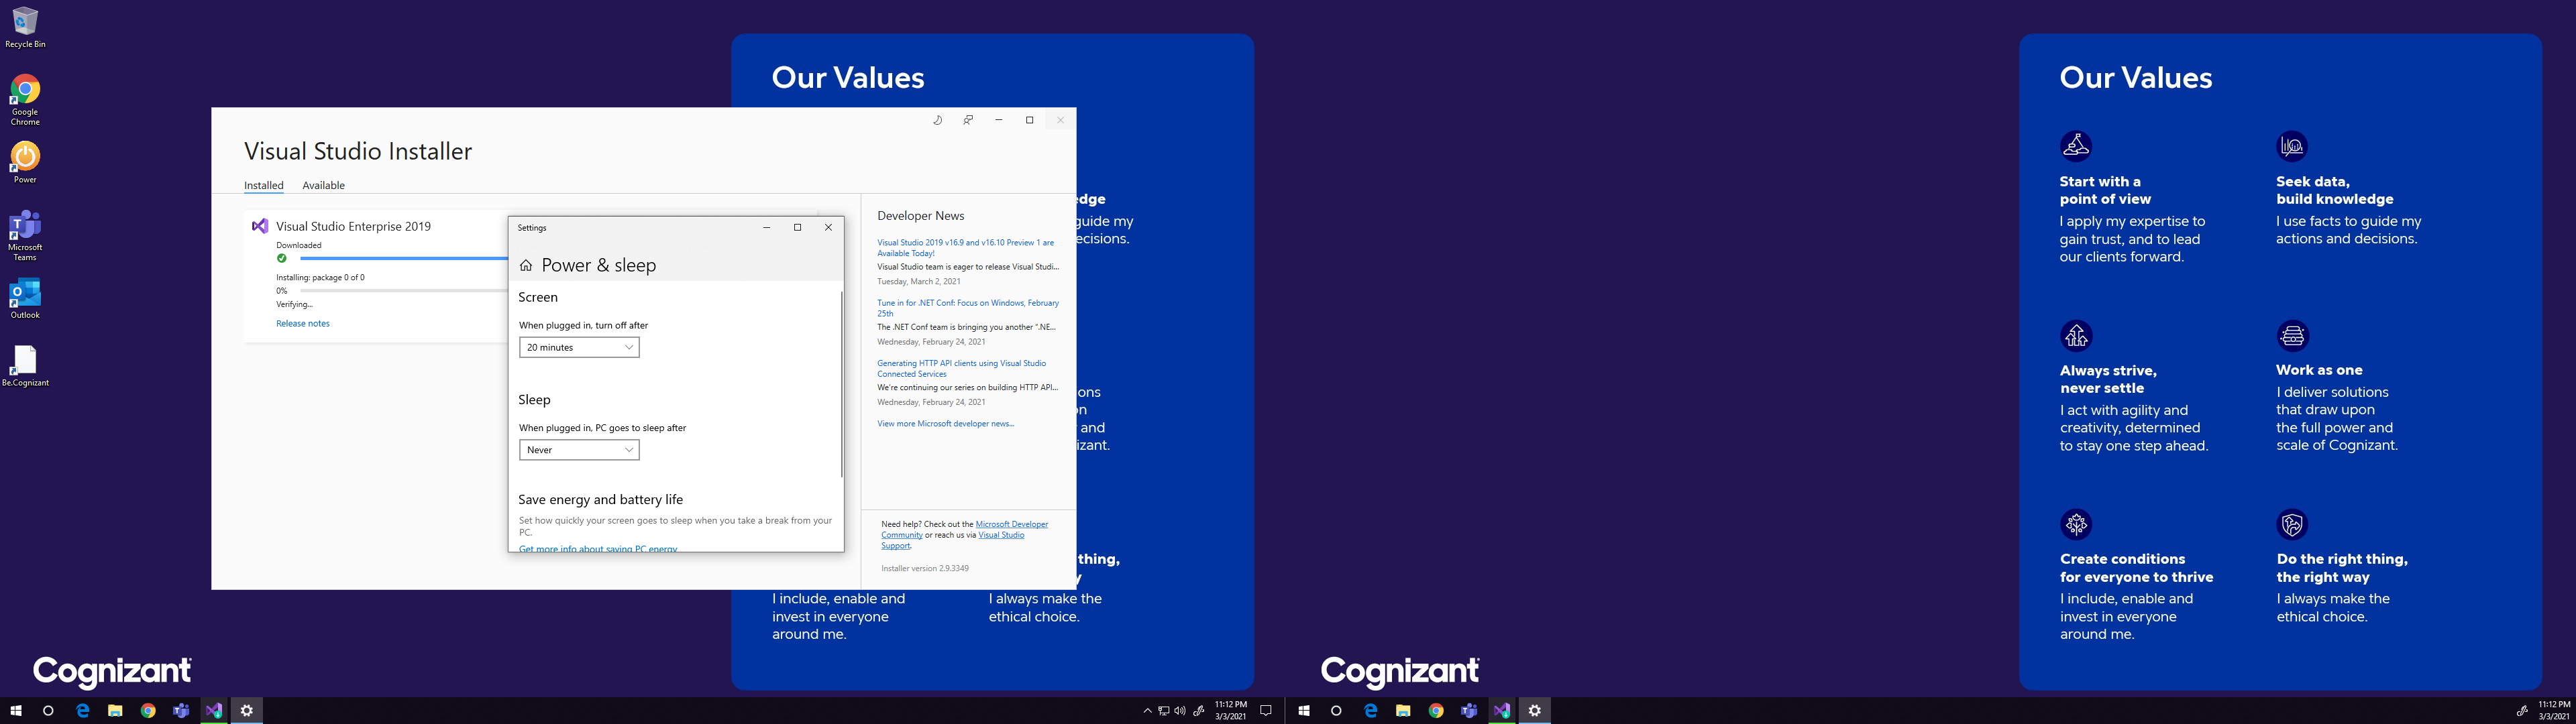 Recycle Bin
Google
Chrome
Power
Microsoft
Teams
Outlook
Be.Cognizant
Our Values
Visual Studio Installer
Installed
Available
Visual Studio Enterprise 2019
Downloaded
Installing: package 0 of 0
0%
Verifying...
Release notes
Settings
Power & sleep
Screen
When plugged in, turn off after
20 minutes
Sleep
When plugged in, PC goes to sleep after
Never
Save energy and battery life
Set how quickly your screen goes to sleep when you take a break from your
PC.
Get more info about saving PC energy
Developer News
Visual Studio 2019 v16.9 and v16.10 Preview 1 are
Available Today!
Visual Studio team is eager to release Visual Studi...
Tuesday, March 2, 2021
Tune in for .NET Conf: Focus on Windows, February
25th
The .NET Conf team is bringing you another ".NE...
Wednesday, February 24, 2021
Generating HTTP API clients using Visual Studio
Connected Services
We're continuing our series on building HTTP API...
Wednesday, February 24, 2021
View more Microsoft developer news...
Need help? Check out the Microsoft Developer
Community or reach us via Visual Studio
Support.
Installer version 2.9.3349
edge
guide my
ecisions.
ons
on
and
izant.
thing,
y
I include, enable and
invest in everyone
around me.
I always make the
ethical choice.
Cognizant
11:12 PM
3/3/2021
Our Values
Start with a
point of view
I apply my expertise to
gain trust, and to lead
our clients forward.
Seek data,
build knowledge
I use facts to guide my
actions and decisions.
Always strive,
never settle
I act with agility and
creativity, determined
to stay one step ahead.
Work as one
I deliver solutions
that draw upon
the full power and
scale of Cognizant.
Create conditions
for everyone to thrive
I include, enable and
invest in everyone
around me.
Do the right thing,
the right way
I always make the
ethical choice.
Cognizant
11:12 PM
3/3/2021